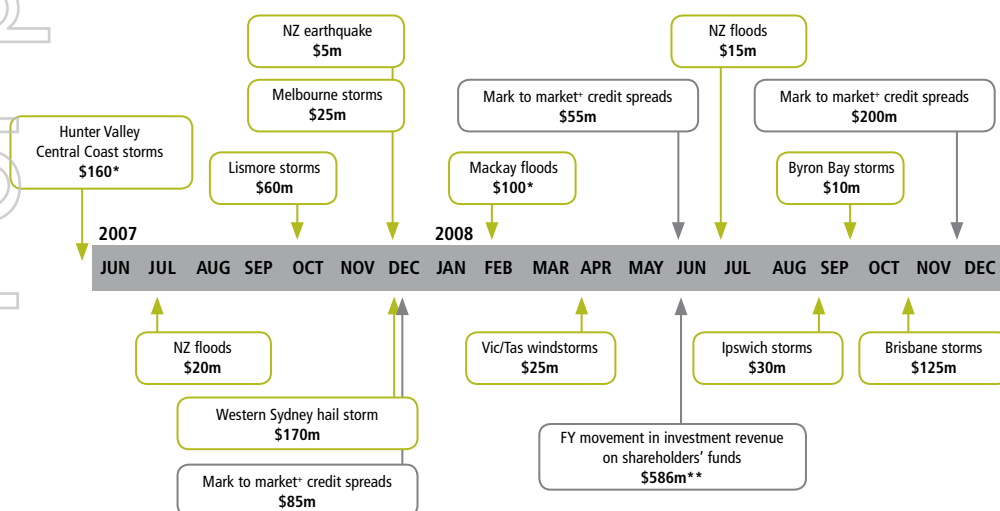 NZ earthquake
$5m
NZ floods
$15m
Melbourne storms
$25m
Mark to market+ credit spreads
$55m
Mark to market+ credit spreads
$200m
Hunter Valley
Central Coast storms
$160*
Lismore storms
$60m
Mackay floods
$100*
Byron Bay storms
$10m
2007 2008
JUN JUL AUG SEP OCT NOV DEC JAN FEB MAR APR MAY JUN JUL AUG SEP OCT NOV DEC
NZ floods
$20m
Vic/Tas windstorms
$25m
Ipswich storms
$30m
Brisbane storms
$125m
Western Sydney hail storm
$170m
FY movement in investment revenue
on shareholders' funds
$586m**
Mark to market+ credit spreads
$85m